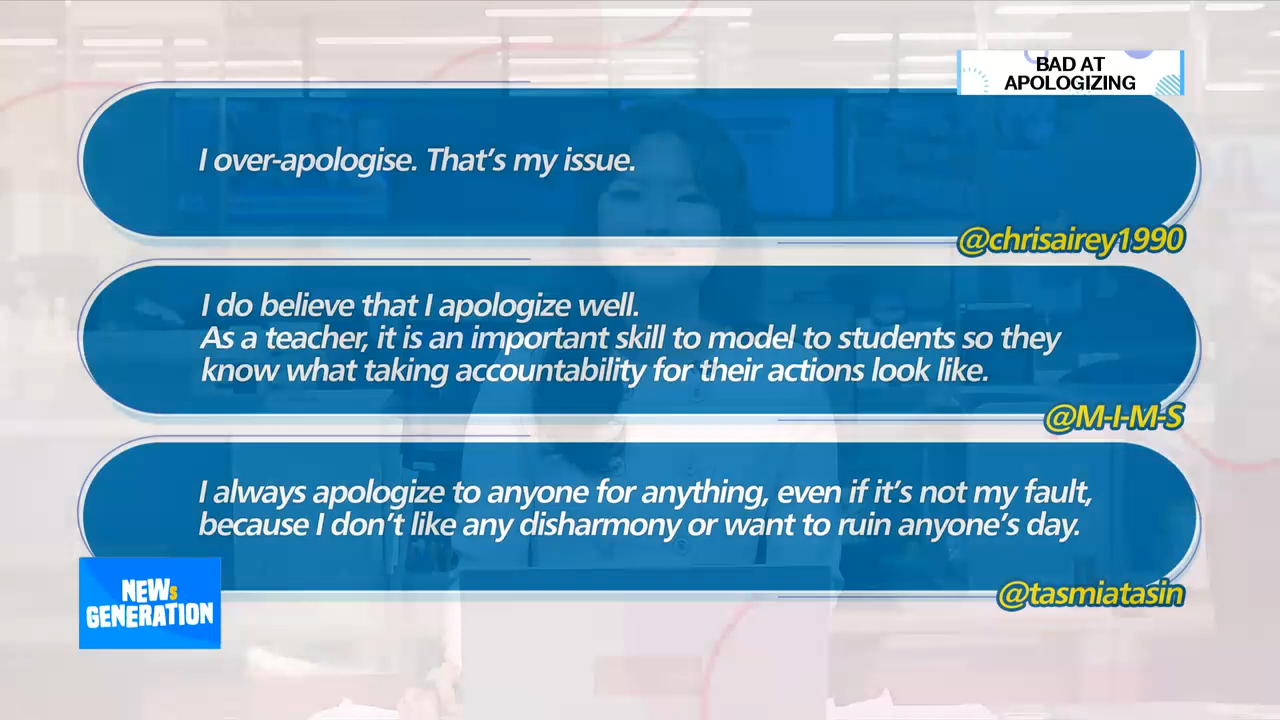 BAD AT
APOLOGIZING
I over-apologise. That's my issue.
@chrisairey1990
I do believe that I apologize well.
As a teacher, it is an important skill to model to students so they
know what taking accountability for their actions look like.
@M-I-M-S
I always apologize to anyone for anything, even if it's not my fault,
because I don't like any disharmony or want to ruin anyone's day.
@tasmiatasin
NEWs
GENERATION